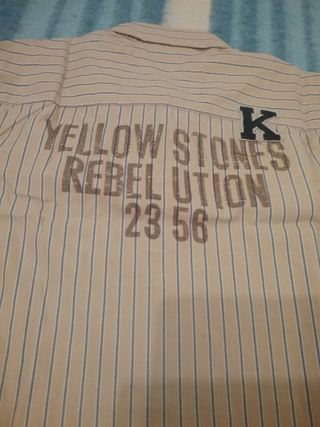 K
YELLOW STONES
REBEL UTION
23 56